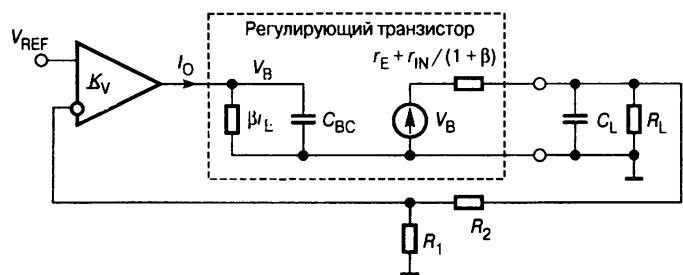 Регулирующий транзистор
V_REF
K_V
I_O
V_B
r_E + r_IN / (1 + β)
βr_E
C_BC
V_B
C_L
R_L
R_1
R_2